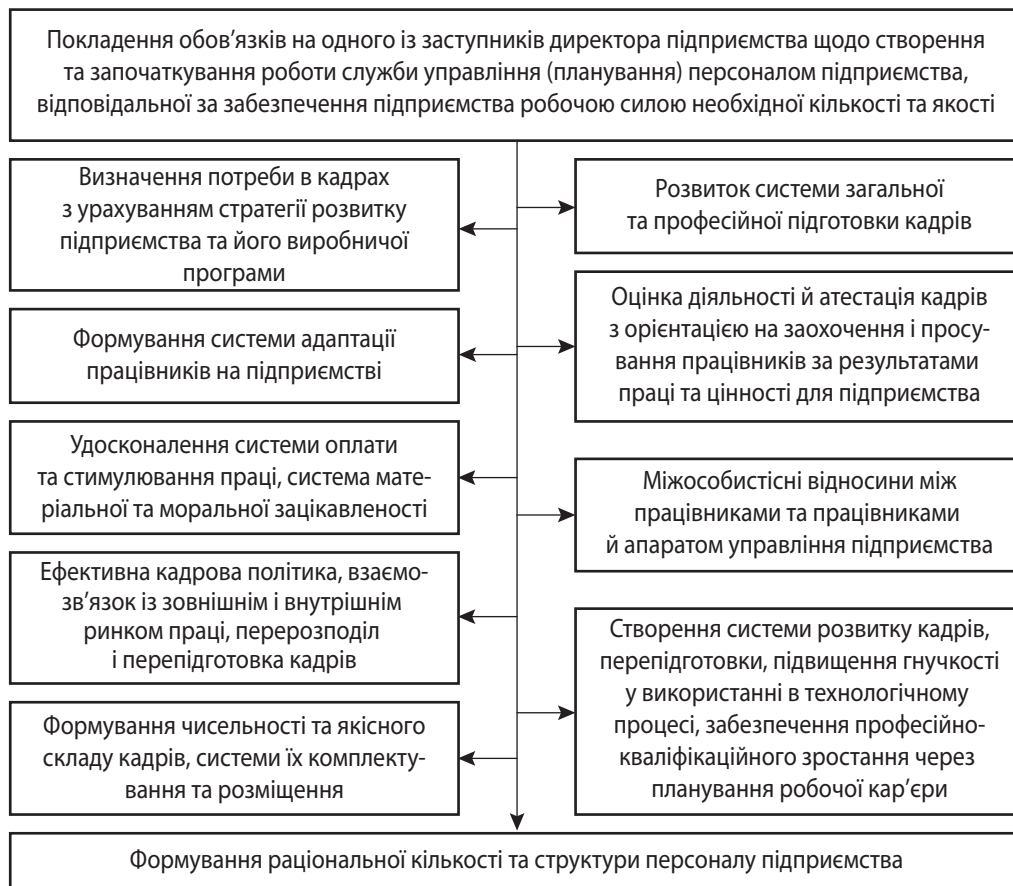 Покладення обов’язків на одного із заступників директора підприємства щодо створення
та започаткування роботи служби управління (планування) персоналом підприємства,
відповідальної за забезпечення підприємства робочою силою необхідної кількості та якості
Визначення потреби в кадрах
з урахуванням стратегії розвитку
підприємства та його виробничої
програми
Формування системи адаптації
працівників на підприємстві
Удосконалення системи оплати
та стимулювання праці, система мате-
ріальної та моральної зацікавленості
Ефективна кадрова політика, взаємо-
зв’язок із зовнішнім і внутрішнім
ринком праці, перерозподіл
і перепідготовка кадрів
Формування чисельності та якісного
складу кадрів, системи їх комплекту-
вання та розміщення
Розвиток системи загальної
та професійної підготовки кадрів
Оцінка діяльності й атестація кадрів
з орієнтацією на заохочення і просу-
вання працівників за результатами
праці та цінності для підприємства
Міжособистісні відносини між
працівниками та працівниками
й апаратом управління підприємства
Створення системи розвитку кадрів,
перепідготовки, підвищення гнучкості
у використанні в технологічному
процесі, забезпечення професійно-
кваліфікаційного зростання через
планування робочої кар’єри
Формування раціональної кількості та структури персоналу підприємства